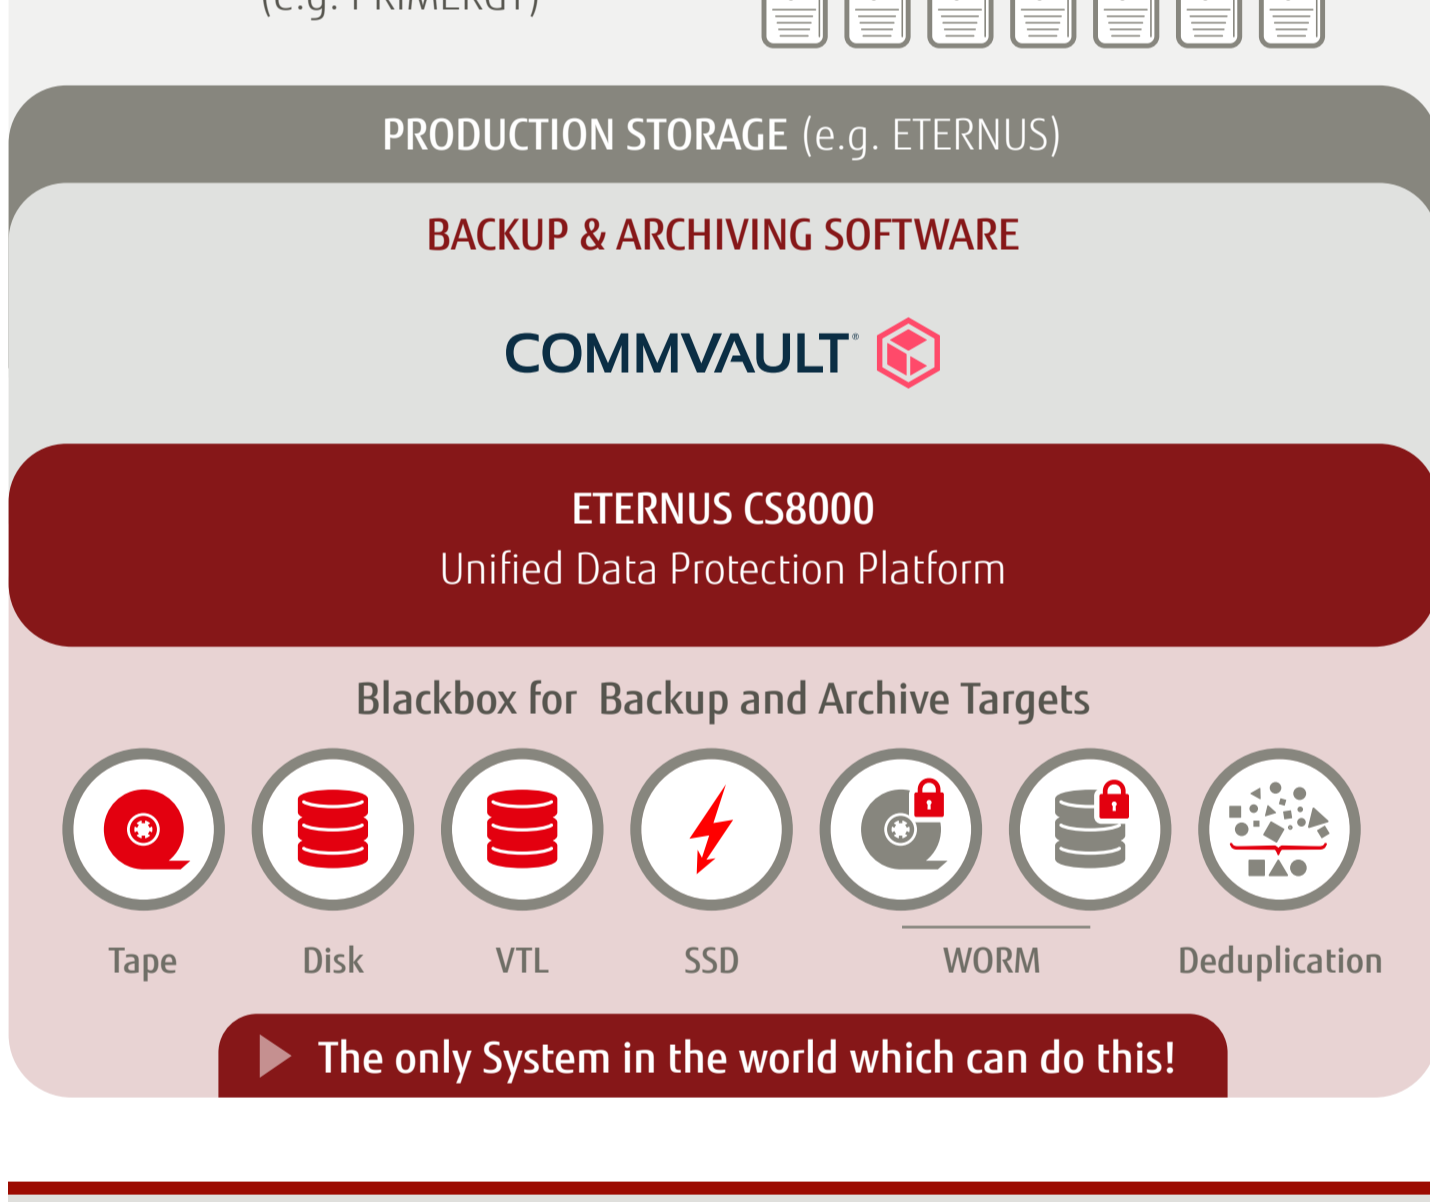 (e.g. PRIMERGY)
PRODUCTION STORAGE (e.g. ETERNUS)
BACKUP & ARCHIVING SOFTWARE
COMMVAULT®
ETERNUS CS8000
Unified Data Protection Platform
Blackbox for Backup and Archive Targets
Tape Disk VTL SSD WORM Deduplication
The only System in the world which can do this!